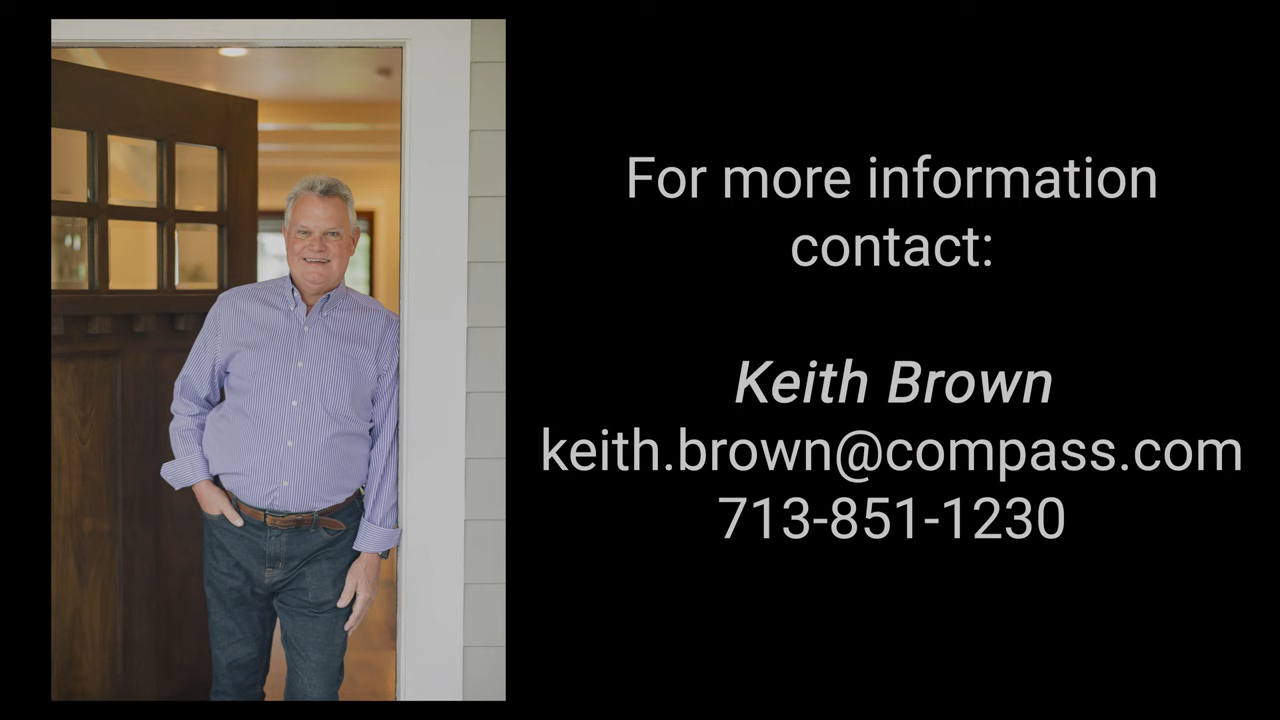 For more information
contact:
Keith Brown
keith.brown@compass.com
713-851-1230